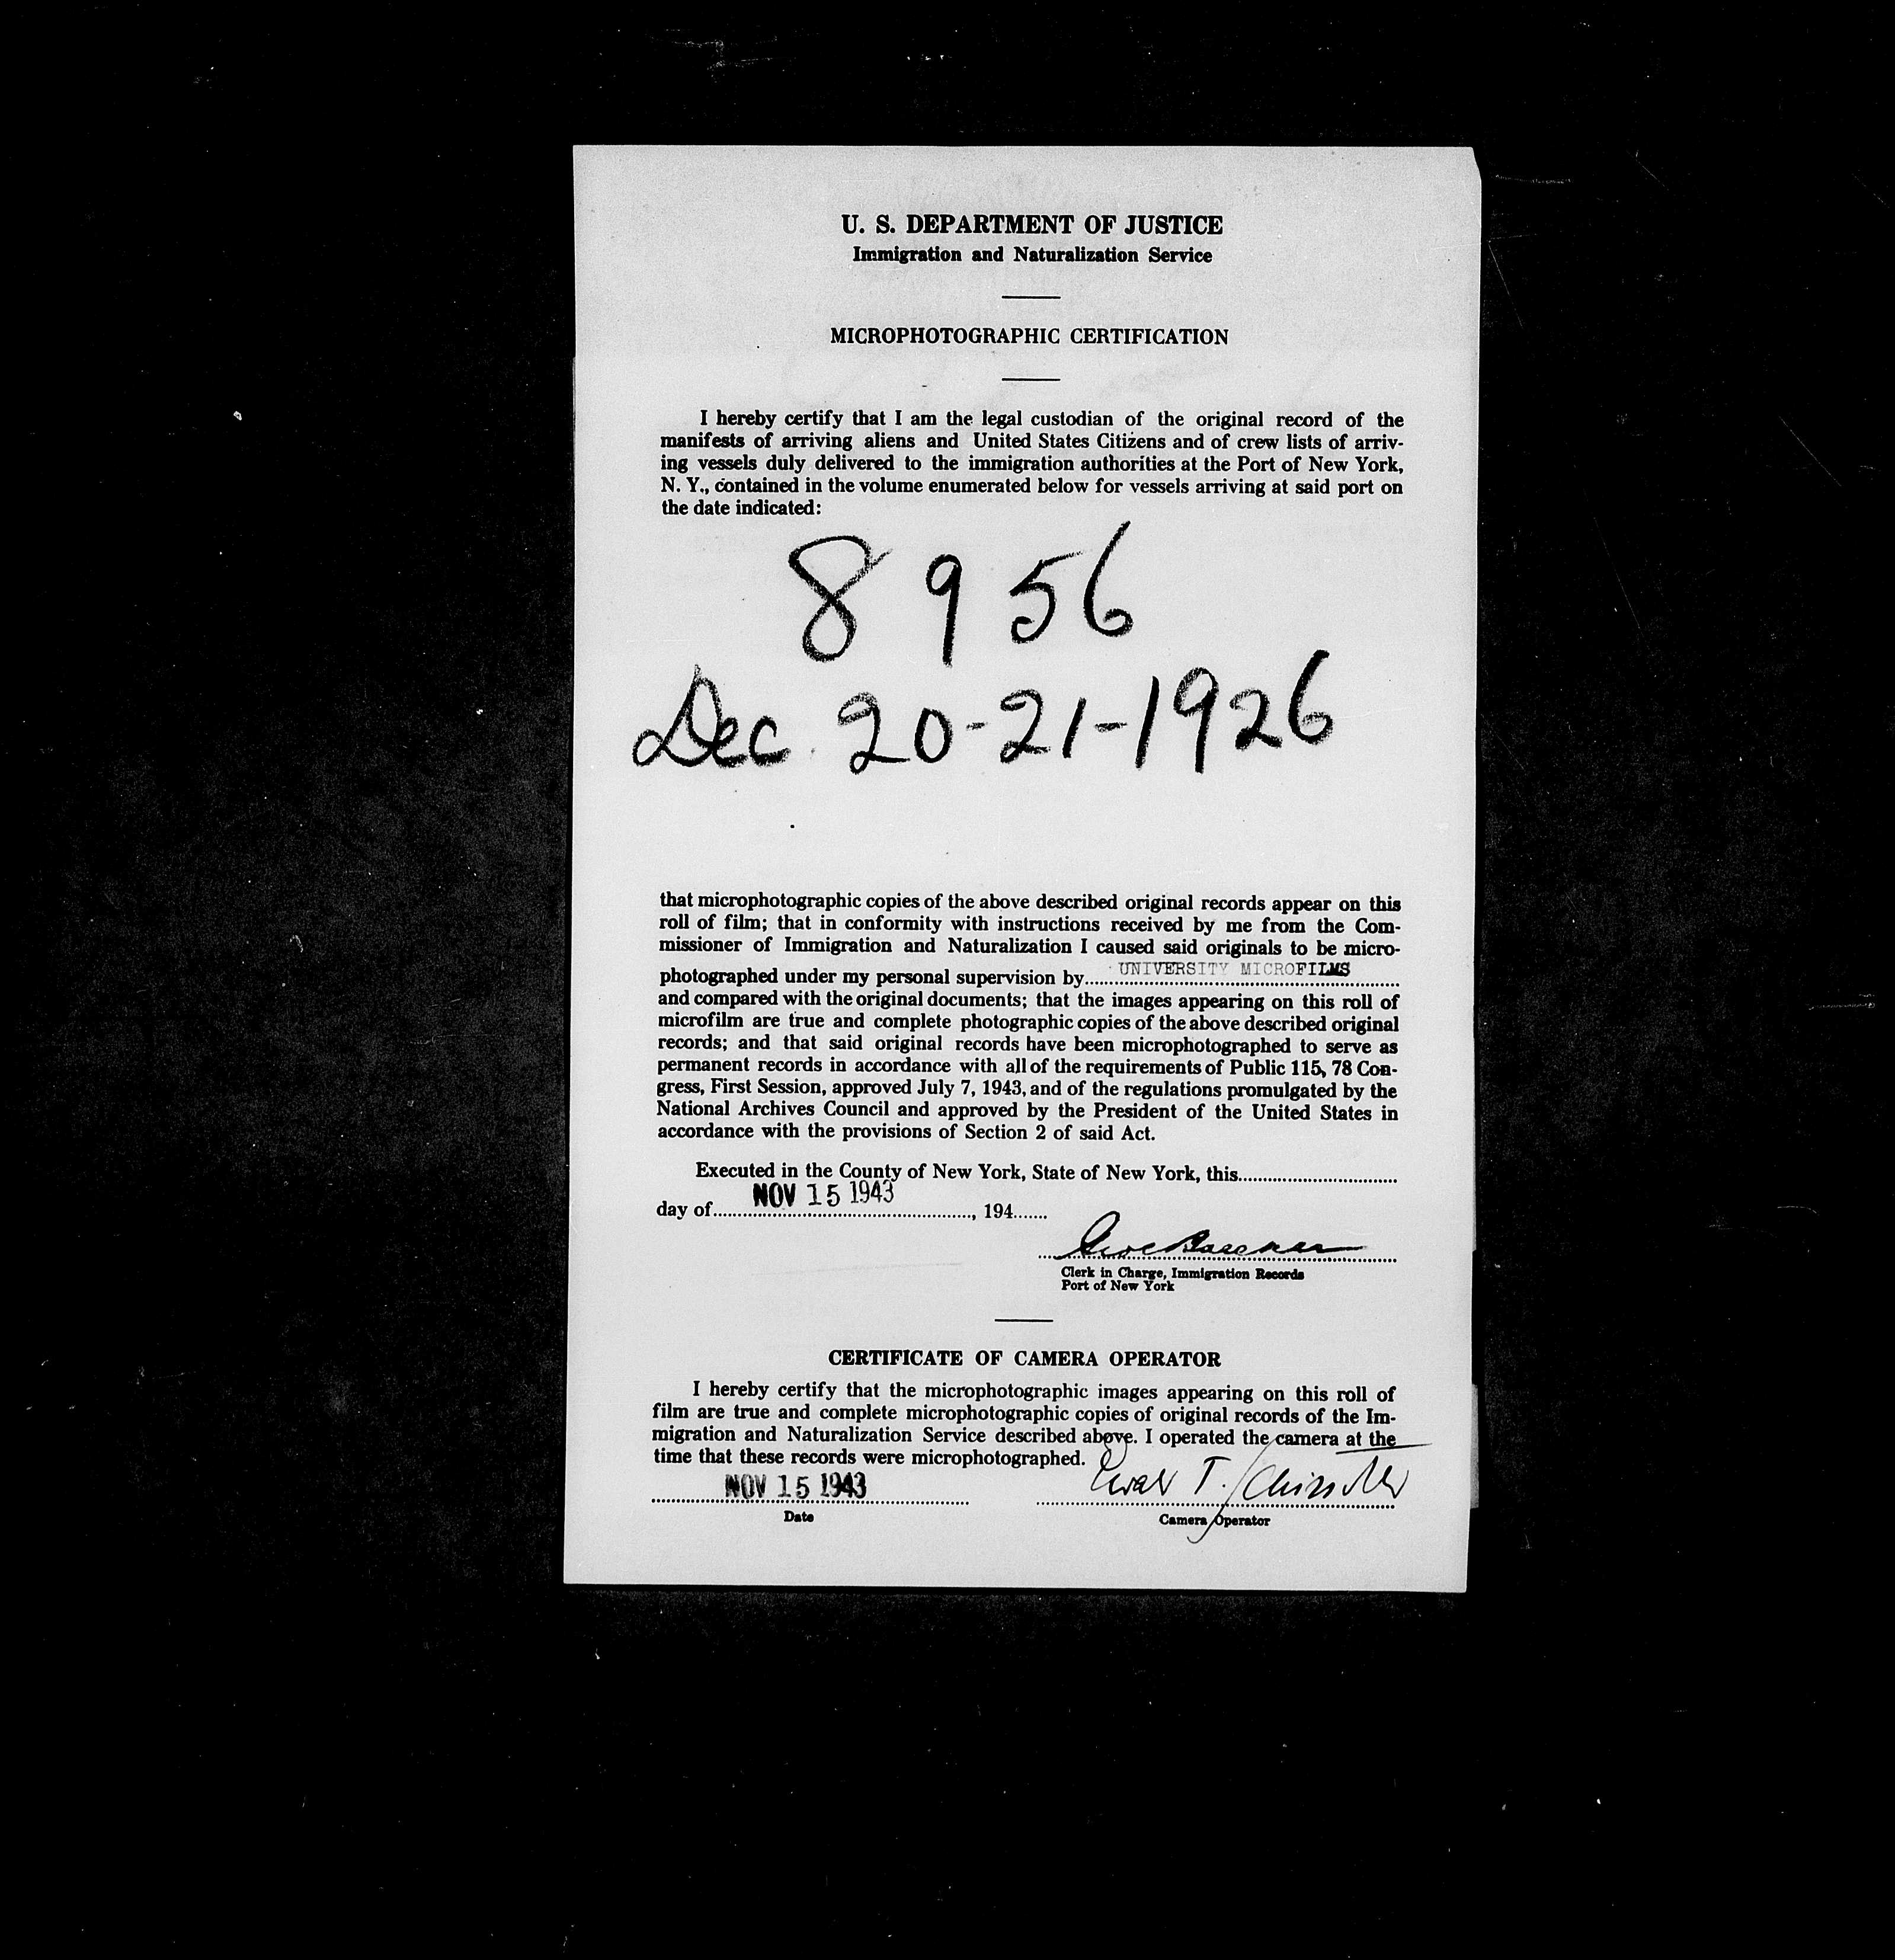 U. S. DEPARTMENT OF JUSTICE
Immigration and Naturalization Service
MICROPHOTOGRAPHIC CERTIFICATION
I hereby certify that I am the legal custodian of the original record of the
manifests of arriving aliens and United States Citizens and of crew lists of arriv-
ing vessels duly delivered to the immigration authorities at the Port of New York,
N. Y., contained in the volume enumerated below for vessels arriving at said port on
the date indicated:
8956
Dec 20-21-1926
that microphotographic copies of the above described original records appear on this
roll of film; that in conformity with instructions received by me from the Com-
missioner of Immigration and Naturalization I caused said originals to be micro-
photographed under my personal supervision by UNIVERSITY MICROFILMS
and compared with the original documents; that the images appearing on this roll of
microfilm are true and complete photographic copies of the above described original
records; and that said original records have been microphotographed to serve as
permanent records in accordance with all of the requirements of Public 115, 78 Con-
gress, First Session, approved July 7, 1943, and of the regulations promulgated by the
National Archives Council and approved by the President of the United States in
accordance with the provisions of Section 2 of said Act.
Executed in the County of New York, State of New York, this
day of NOV 15 1943, 194
Clerk in Charge, Immigration Records
Port of New York
CERTIFICATE OF CAMERA OPERATOR
I hereby certify that the microphotographic images appearing on this roll of
film are true and complete microphotographic copies of original records of the Im-
migration and Naturalization Service described above. I operated the camera at the
time that these records were microphotographed.
NOV 15 1943 T.
Date Camera Operator